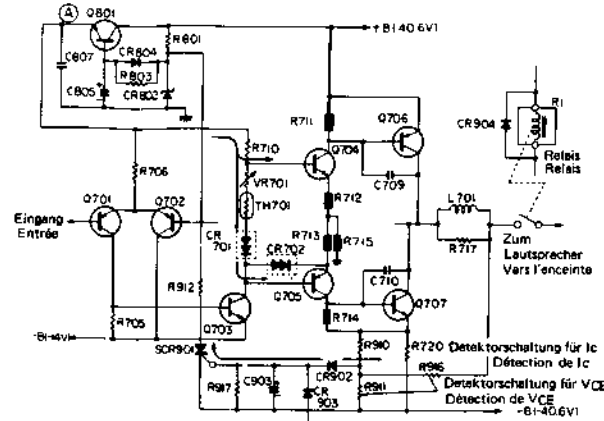 A
Q801
R801
+B(-40.6V)
C807
CR804
R803
C805
CR802
R1
CR904
Relais
Relais
R711
Q706
R710
Q704
R706
C709
VR701
L701
Q701
Q702
TH701
R712
Eingang
Entrée
CR
701
CR702
R713
R715
R717
Zum
Lautsprecher
Vers l'enceinte
C710
R912
Q705
Q707
R705
Q703
R714
-B(-14V)
SCR901
R910
R720
Detektorschaltung für Ic
Détection de Ic
R917
C903
CR902
R916
CR
903
R911
Detektorschaltung für VCE
Détection de VCE
-B(-40.6V)